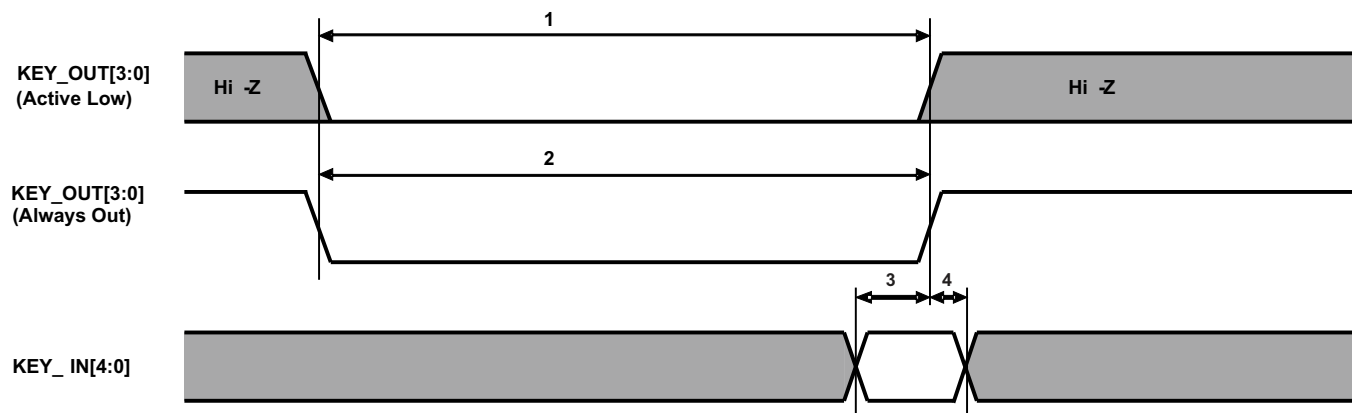 1
KEY_OUT[3:0]
(Active Low)
Hi -Z
Hi -Z
2
KEY_OUT[3:0]
(Always Out)
3
4
KEY_ IN[4:0]